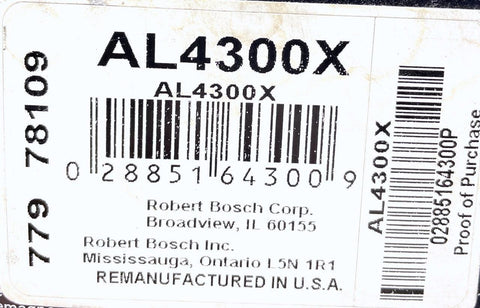 AL4300X
AL4300X
779 78109
0 28851 64300 9
Robert Bosch Corp.
Broadview, IL 60155
Robert Bosch Inc.
Mississauga, Ontario L5N 1R1
REMANUFACTURED IN U.S.A.
AL4300X
02885164300P
Proof of Purchase